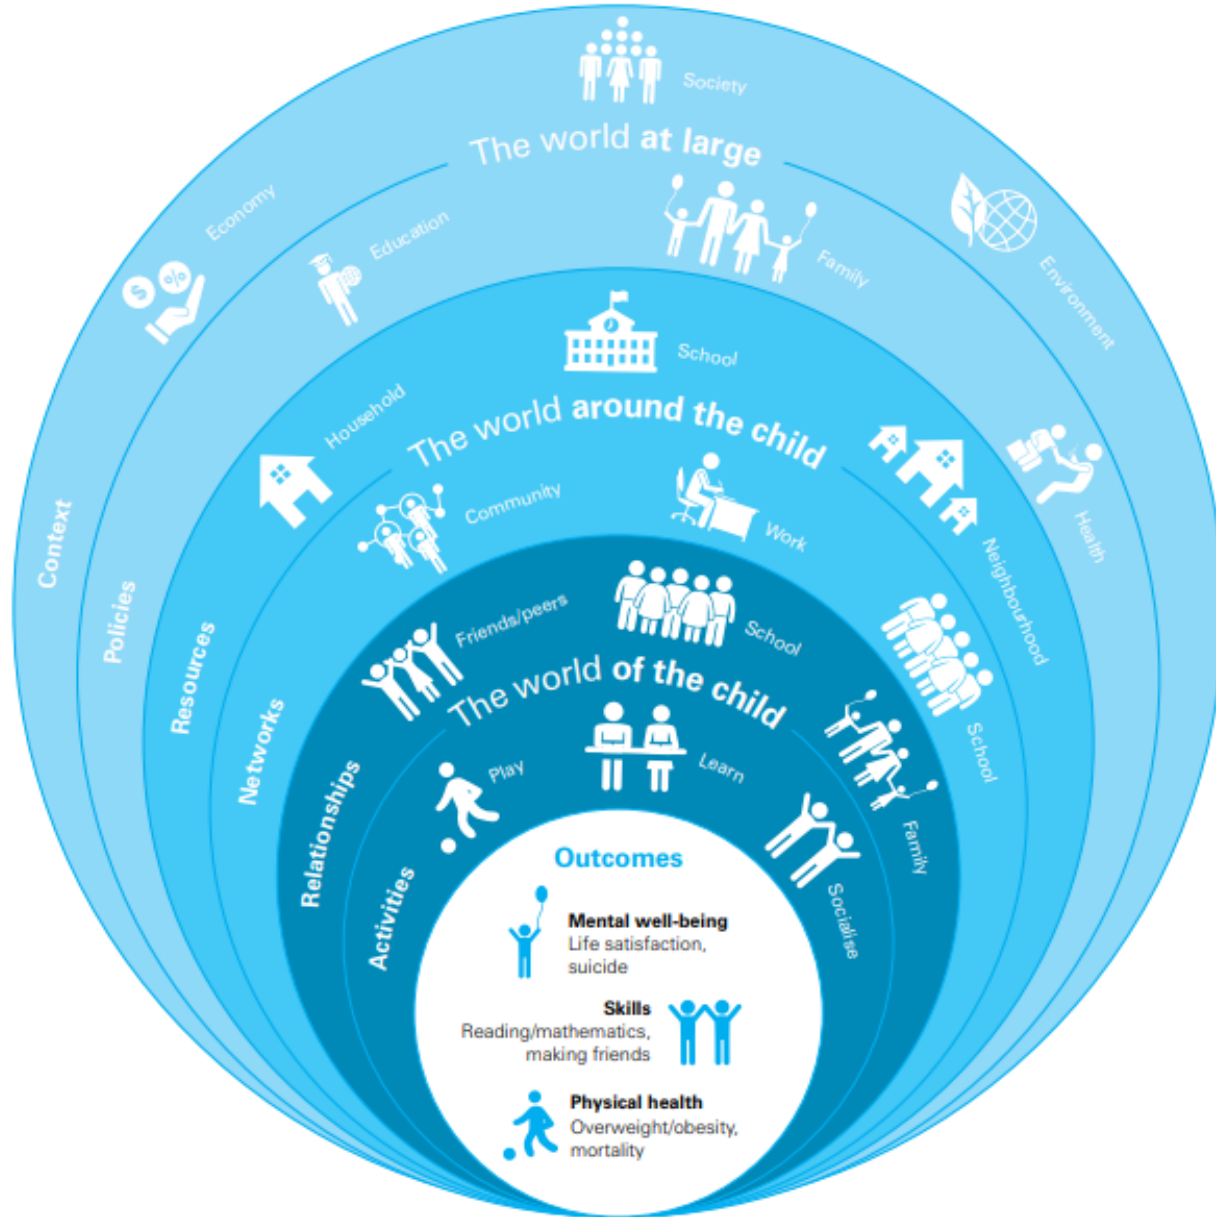 Society
The world at large
Economy
Education
Family
Environment
School
Household
The world around the child
Community
Work
Neighbourhood
Health
Context
Policies
Resources
Networks
Friends/peers
School
School
The world of the child
Relationships
Activities
Play
Learn
Family
Socialise
Outcomes
Mental well-being
Life satisfaction,
suicide
Skills
Reading/mathematics,
making friends
Physical health
Overweight/obesity,
mortality
$
%